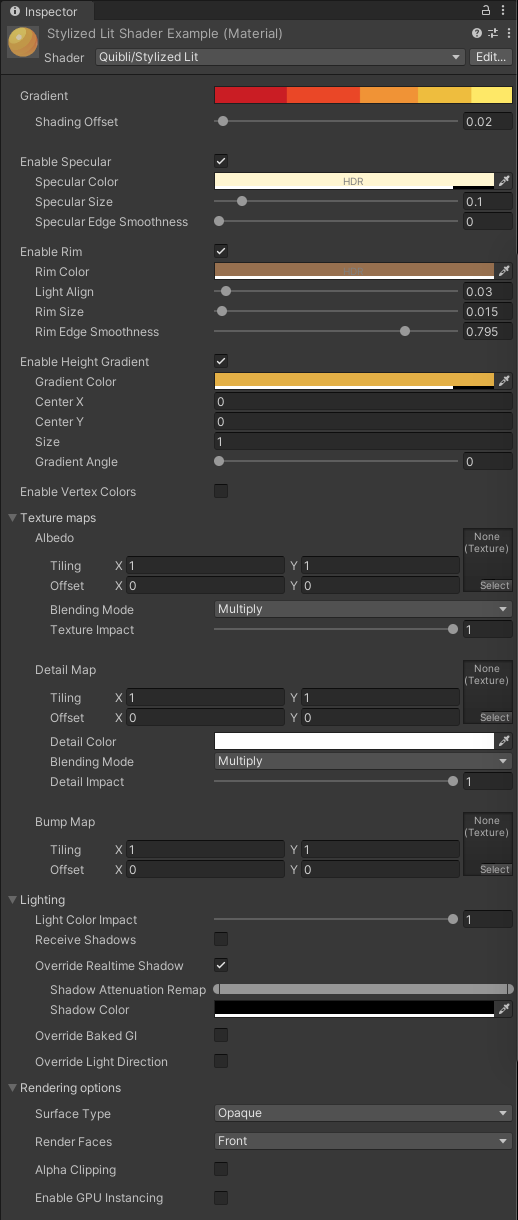 Inspector
Stylized Lit Shader Example (Material)
Shader Quibli/Stylized Lit Edit...
Gradient
Shading Offset 0.02
Enable Specular
Specular Color HDR
Specular Size 0.1
Specular Edge Smoothness 0
Enable Rim
Rim Color HDR
Light Align 0.03
Rim Size 0.015
Rim Edge Smoothness 0.795
Enable Height Gradient
Gradient Color
Center X 0
Center Y 0
Size 1
Gradient Angle 0
Enable Vertex Colors
Texture maps
Albedo None
(Texture)
Tiling X 1 Y 1
Offset X 0 Y 0 Select
Blending Mode Multiply
Texture Impact 1
Detail Map None
(Texture)
Tiling X 1 Y 1
Offset X 0 Y 0 Select
Detail Color
Blending Mode Multiply
Detail Impact 1
Bump Map None
(Texture)
Tiling X 1 Y 1
Offset X 0 Y 0 Select
Lighting
Light Color Impact 1
Receive Shadows
Override Realtime Shadow
Shadow Attenuation Remap
Shadow Color
Override Baked GI
Override Light Direction
Rendering options
Surface Type Opaque
Render Faces Front
Alpha Clipping
Enable GPU Instancing